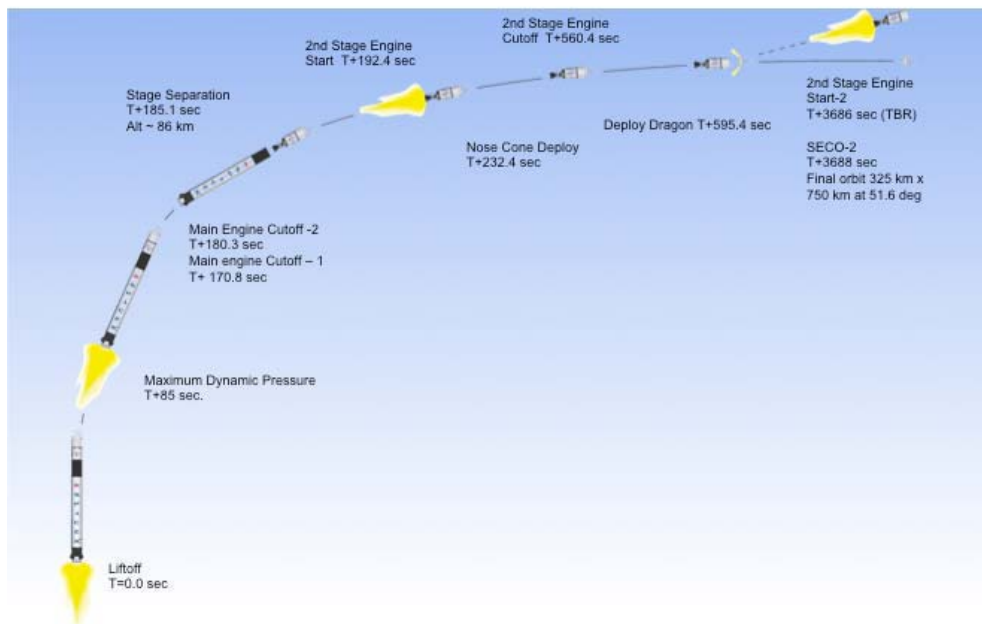 2nd Stage Engine
Start T+192.4 sec
2nd Stage Engine
Cutoff T+560.4 sec
Stage Separation
T+185.1 sec
Alt ~ 86 km
Nose Cone Deploy
T+232.4 sec
Deploy Dragon T+595.4 sec
2nd Stage Engine
Start-2
T+3686 sec (TBR)
SECO-2
T+3688 sec
Final orbit 325 km x
750 km at 51.6 deg
Main Engine Cutoff -2
T+180.3 sec
Main engine Cutoff – 1
T+ 170.8 sec
Maximum Dynamic Pressure
T+85 sec.
Liftoff
T=0.0 sec